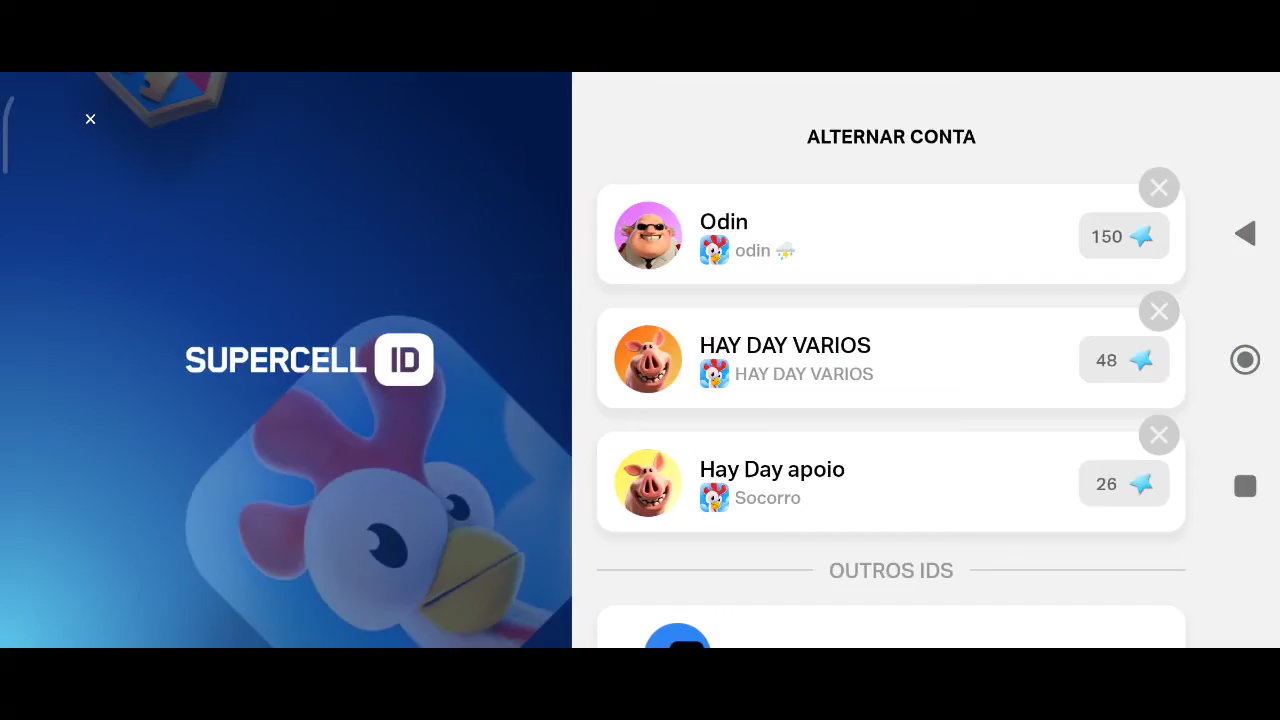 SUPERCELL ID
ALTERNAR CONTA
Odin
odin ⛈️
150
HAY DAY VARIOS
HAY DAY VARIOS
48
Hay Day apoio
Socorro
26
OUTROS IDS